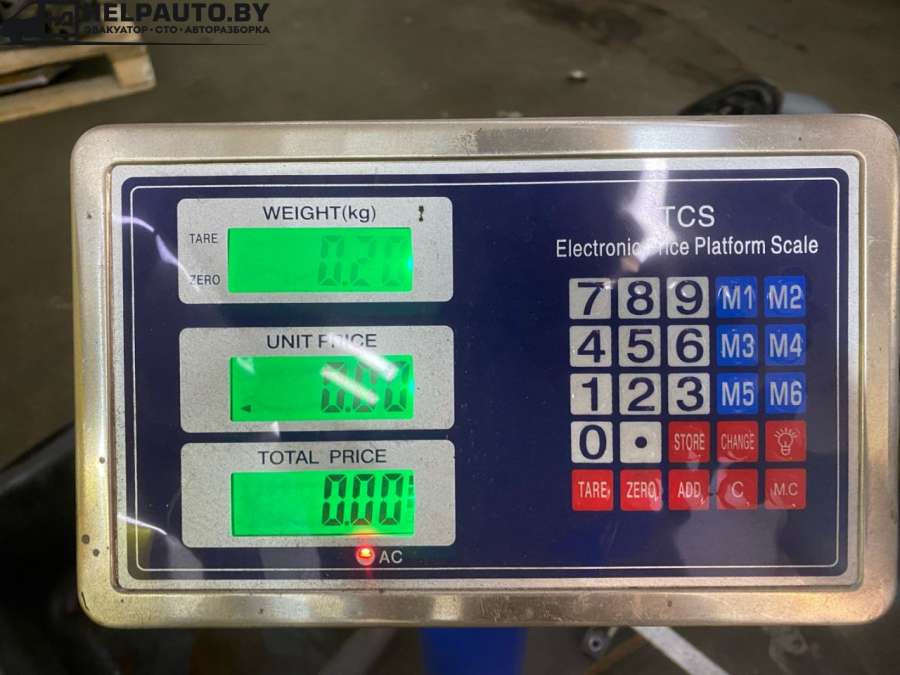 HELPAUTO.BY
ЭВАКУАТОР • СТО • АВТОРАЗБОРКА
WEIGHT(kg)
TARE
0.20
ZERO
UNIT PRICE
0.00
TOTAL PRICE
0.00
AC
TCS
Electronic Price Platform Scale
7 8 9 M1 M2
4 5 6 M3 M4
1 2 3 M5 M6
0 • STORE CHANGE
TARE ZERO ADD C M.C